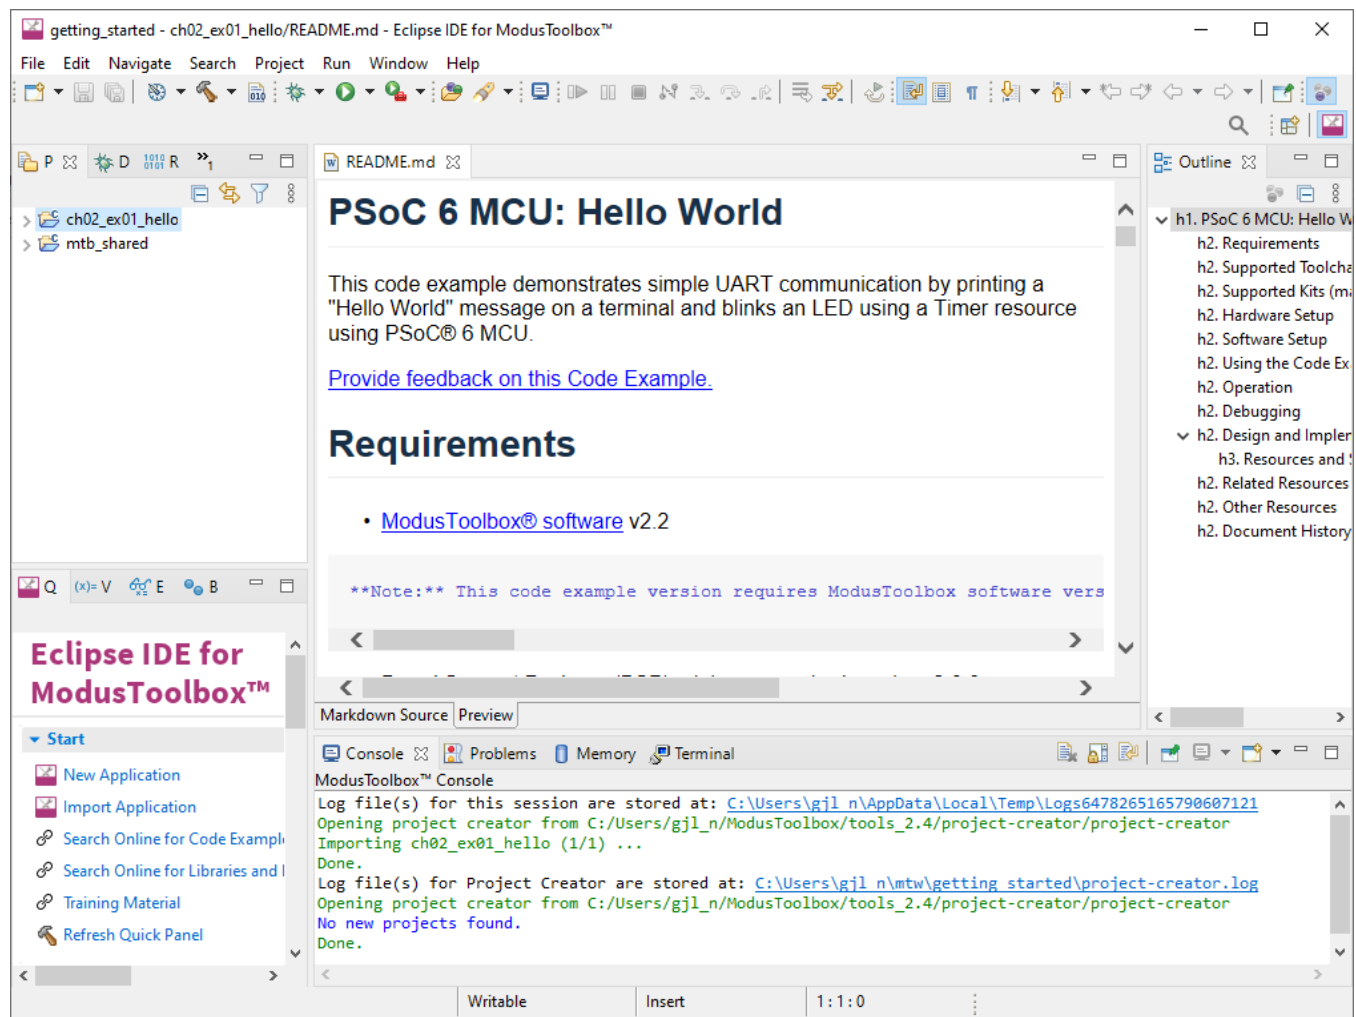 getting_started - ch02_ex01_hello/README.md - Eclipse IDE for ModusToolbox™
File Edit Navigate Search Project Run Window Help
P D R »1
ch02_ex01_hello
mtb_shared
README.md
PSoC 6 MCU: Hello World
This code example demonstrates simple UART communication by printing a
"Hello World" message on a terminal and blinks an LED using a Timer resource
using PSoC® 6 MCU.
Provide feedback on this Code Example.
Requirements
• ModusToolbox® software v2.2
**Note:** This code example version requires ModusToolbox software vers
Markdown Source Preview
Outline
h1. PSoC 6 MCU: Hello W
h2. Requirements
h2. Supported Toolcha
h2. Supported Kits (ma
h2. Hardware Setup
h2. Software Setup
h2. Using the Code Ex
h2. Operation
h2. Debugging
h2. Design and Implen
h3. Resources and
h2. Related Resources
h2. Other Resources
h2. Document History
Q (x)= V E B
Eclipse IDE for
ModusToolbox™
Start
New Application
Import Application
Search Online for Code Example
Search Online for Libraries and
Training Material
Refresh Quick Panel
Console Problems Memory Terminal
ModusToolbox™ Console
Log file(s) for this session are stored at: C:\Users\gjl_n\AppData\Local\Temp\Logs6478265165790607121
Opening project creator from C:/Users/gjl_n/ModusToolbox/tools_2.4/project-creator/project-creator
Importing ch02_ex01_hello (1/1) ...
Done.
Log file(s) for Project Creator are stored at: C:\Users\gjl_n\mtw\getting_started\project-creator.log
Opening project creator from C:/Users/gjl_n/ModusToolbox/tools_2.4/project-creator/project-creator
No new projects found.
Done.
Writable Insert 1:1:0